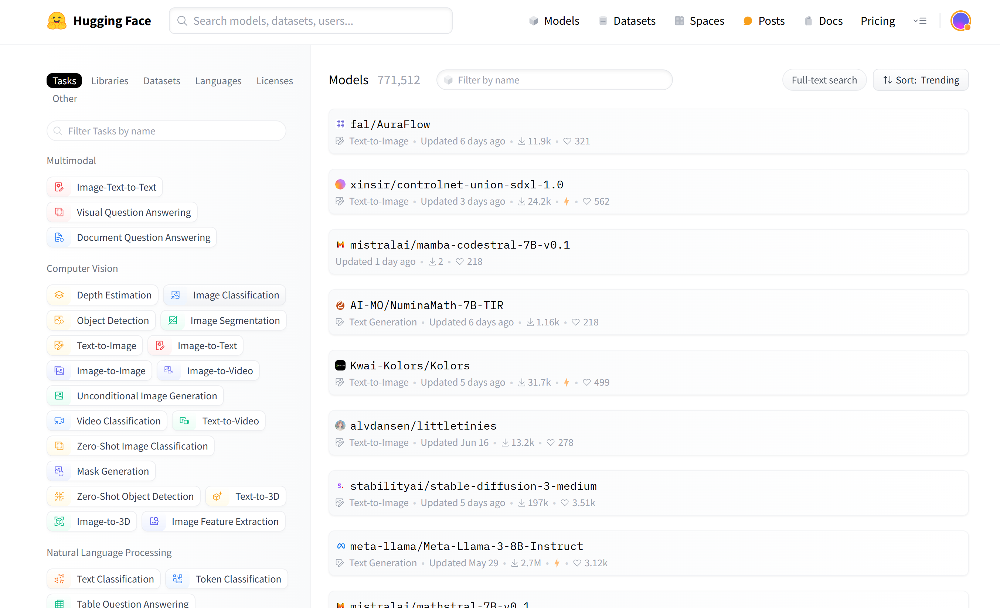 Hugging Face
Search models, datasets, users...
Models
Datasets
Spaces
Posts
Docs
Pricing
Tasks
Libraries
Datasets
Languages
Licenses
Other
Filter Tasks by name
Multimodal
Image-Text-to-Text
Visual Question Answering
Document Question Answering
Computer Vision
Depth Estimation
Image Classification
Object Detection
Image Segmentation
Text-to-Image
Image-to-Text
Image-to-Image
Image-to-Video
Unconditional Image Generation
Video Classification
Text-to-Video
Zero-Shot Image Classification
Mask Generation
Zero-Shot Object Detection
Text-to-3D
Image-to-3D
Image Feature Extraction
Natural Language Processing
Text Classification
Token Classification
Table Question Answering
Models 771,512
Filter by name
Full-text search
Sort: Trending
fal/AuraFlow
Text-to-Image • Updated 6 days ago • 11.9k • 321
xinsir/controlnet-union-sdxl-1.0
Text-to-Image • Updated 3 days ago • 24.2k • • 562
mistralai/mamba-codestral-7B-v0.1
Updated 1 day ago • 2 • 218
AI-MO/NuminaMath-7B-TIR
Text Generation • Updated 6 days ago • 1.16k • 218
Kwai-Kolors/Kolors
Text-to-Image • Updated 5 days ago • 31.7k • • 499
alvdansen/littletinies
Text-to-Image • Updated Jun 16 • 13.2k • 278
s.
stabilityai/stable-diffusion-3-medium
Text-to-Image • Updated 5 days ago • 197k • 3.51k
meta-llama/Meta-Llama-3-8B-Instruct
Text Generation • Updated May 29 • 2.7M • • 3.12k
mistralai/mathstral-7B-v0.1